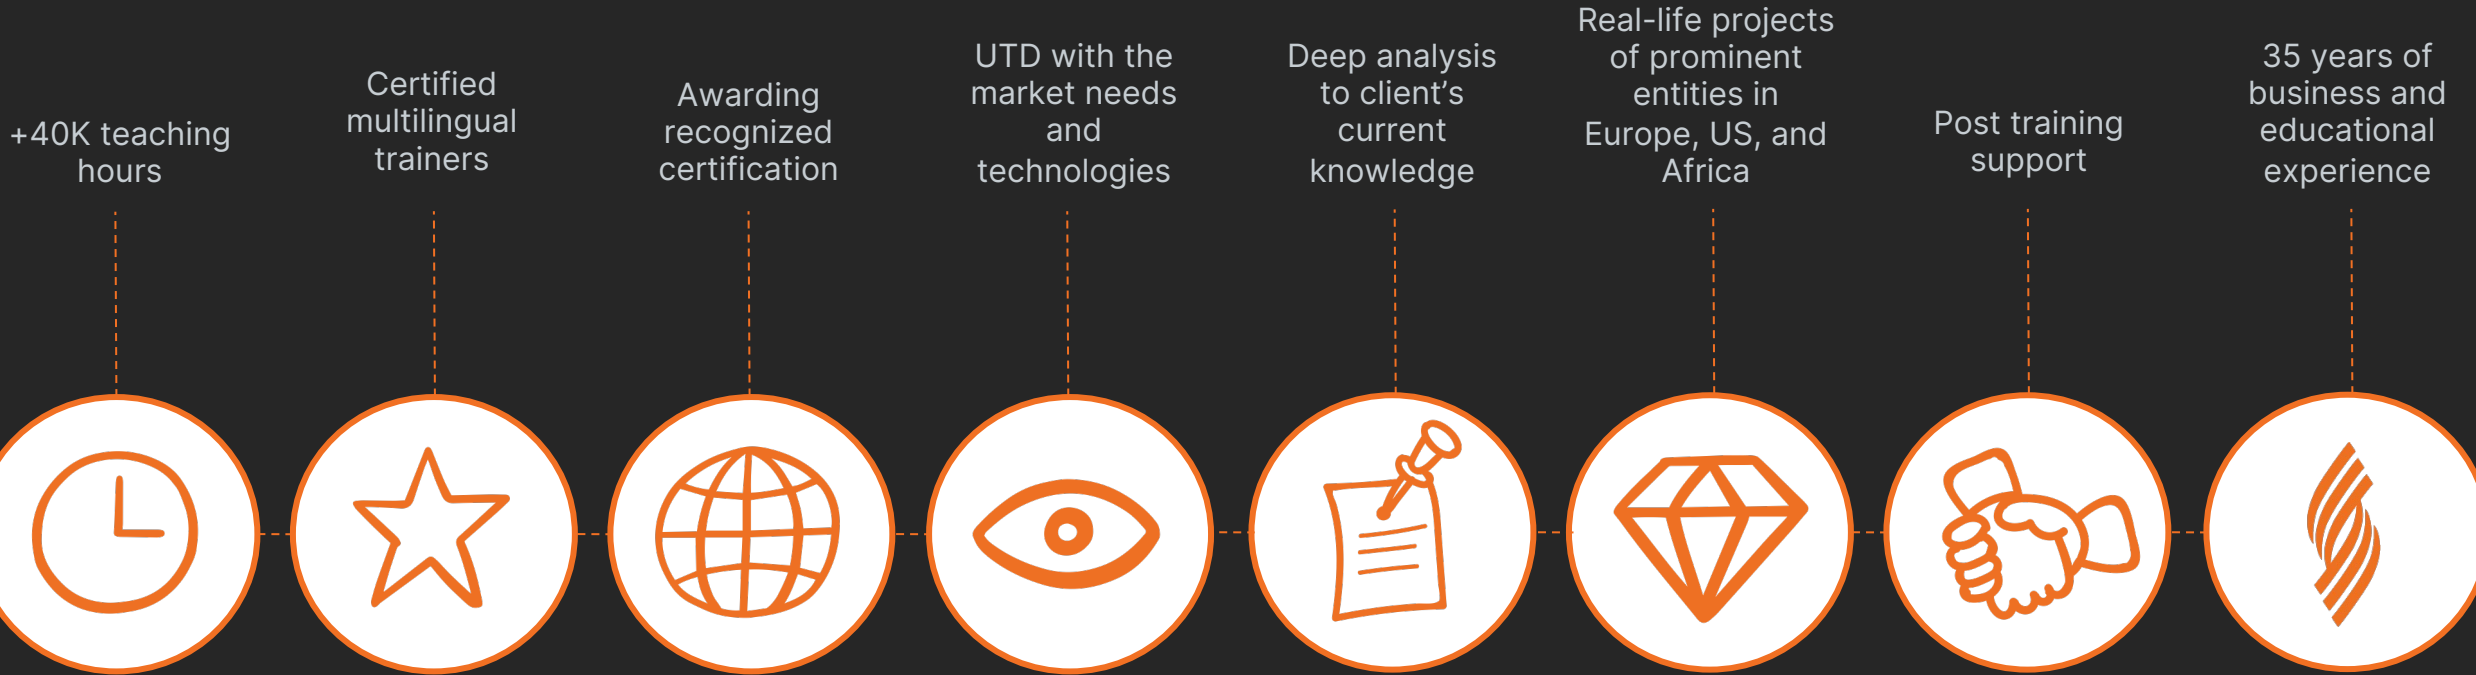 +40K teaching
hours
Certified
multilingual
trainers
Awarding
recognized
certification
UTD with the
market needs
and
technologies
Deep analysis
to client’s
current
knowledge
Real-life projects
of prominent
entities in
Europe, US, and
Africa
Post training
support
35 years of
business and
educational
experience